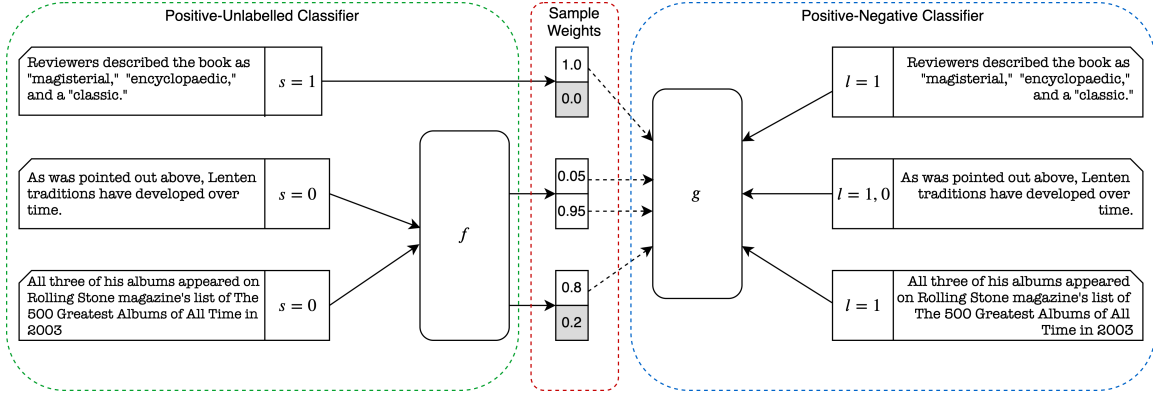 Positive-Unlabelled Classifier
Sample
Weights
Positive-Negative Classifier
Reviewers described the book as
"magisterial," "encyclopaedic,"
and a "classic."
s = 1
1.0
0.0
l = 1
Reviewers described the book as
"magisterial," "encyclopaedic,"
and a "classic."
As was pointed out above, Lenten
traditions have developed over
time.
s = 0
f
0.05
0.95
g
l = 1, 0
As was pointed out above, Lenten
traditions have developed over
time.
All three of his albums appeared on
Rolling Stone magazine's list of The
500 Greatest Albums of All Time in
2003
s = 0
0.8
0.2
l = 1
All three of his albums appeared
on Rolling Stone magazine's list of
The 500 Greatest Albums of All
Time in 2003